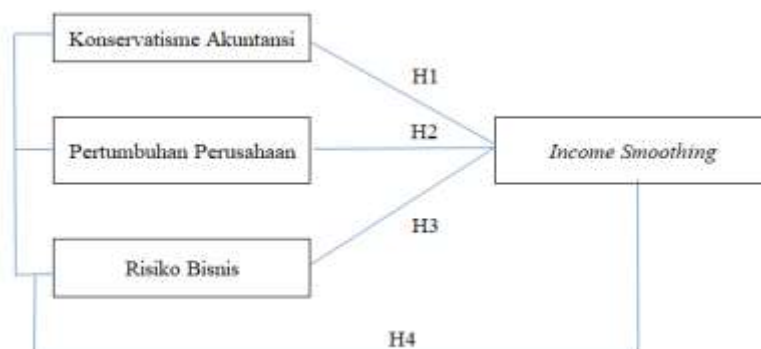 Konservatisme Akuntansi
H1
H2
Pertumbuhan Perusahaan
Income Smoothing
H3
Risiko Bisnis
H4